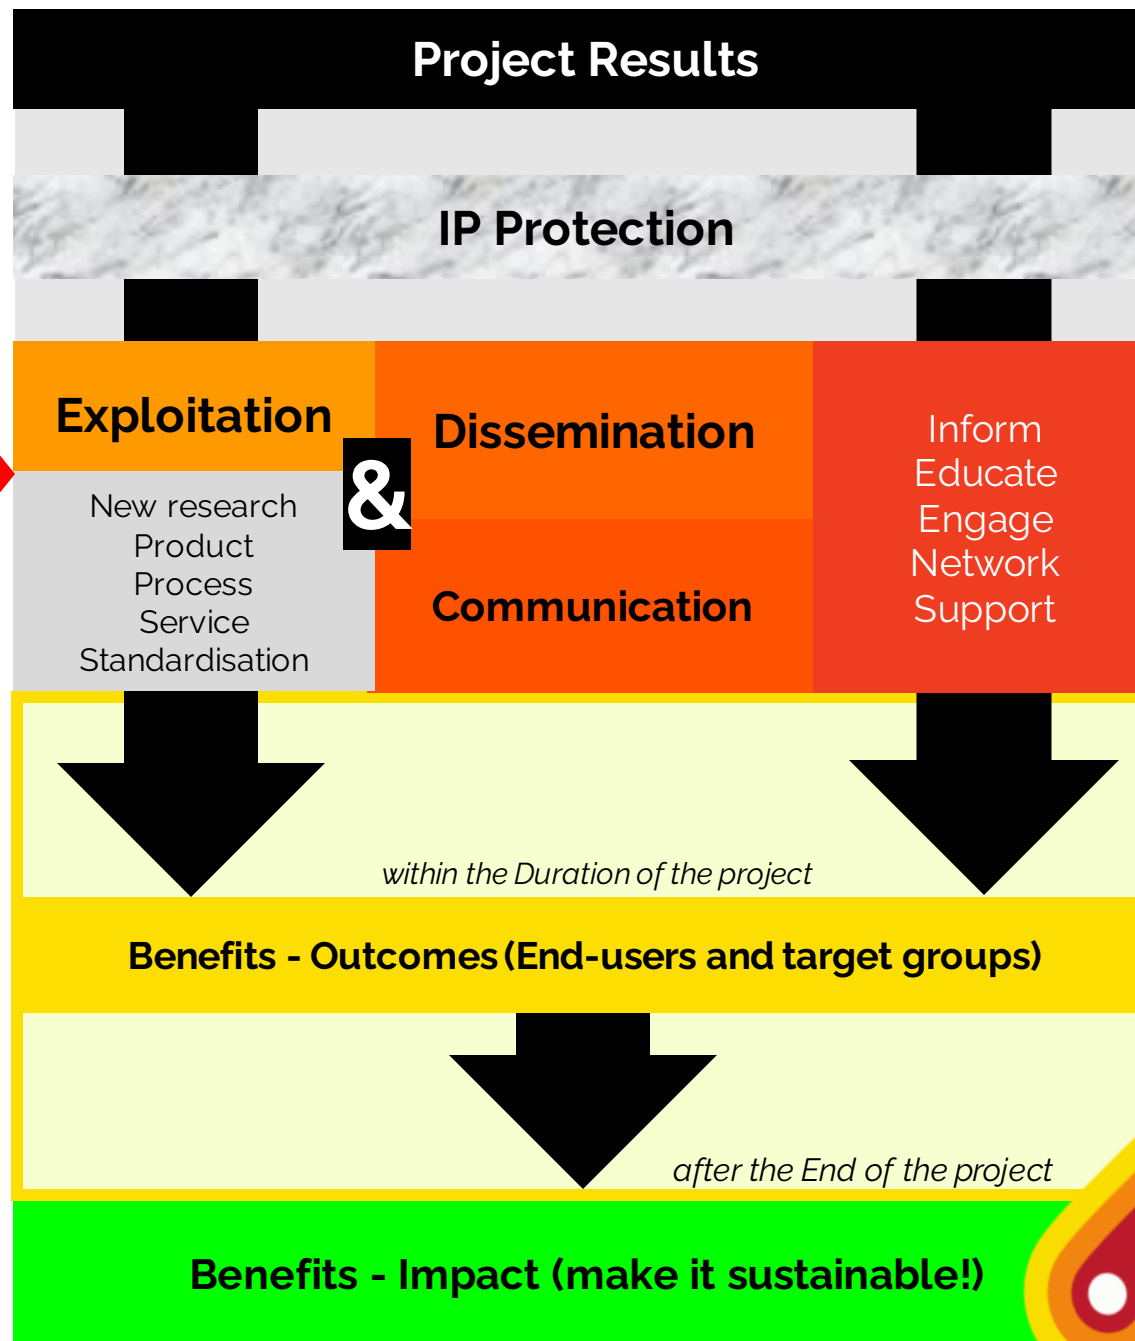 Project Results
IP Protection
Exploitation
&
Dissemination
New research
Product
Process
Service
Standardisation
Communication
Inform
Educate
Engage
Network
Support
within the Duration of the project
Benefits - Outcomes (End-users and target groups)
after the End of the project
Benefits - Impact (make it sustainable!)